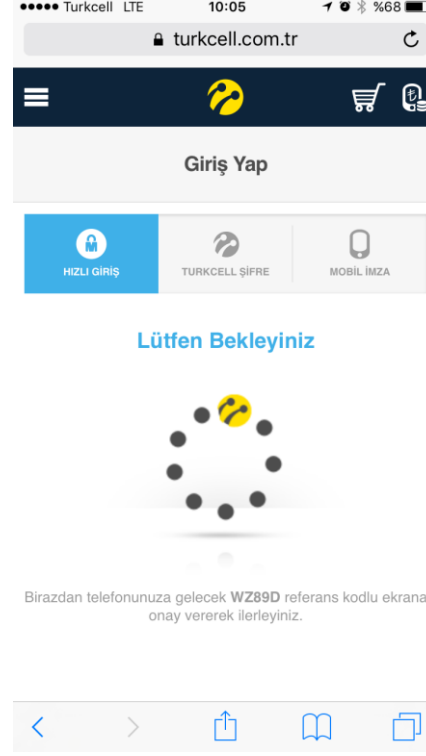 Turkcell LTE 10:05 %68
turkcell.com.tr
Giriş Yap
HIZLI GİRİŞ TURKCELL ŞİFRE MOBİL İMZA
Lütfen Bekleyiniz
Birazdan telefonunuza gelecek WZ89D referans kodlu ekrana
onay vererek ilerleyiniz.